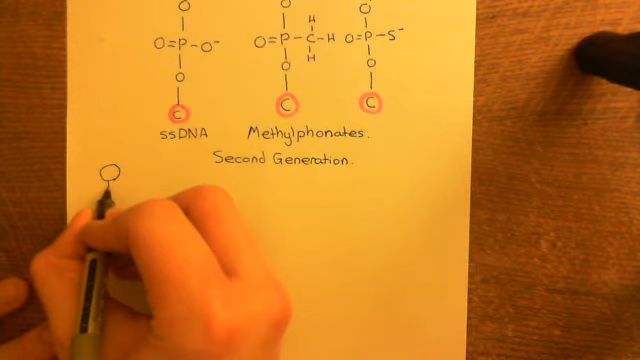 O O O
H
O=P-O⁻ O=P-C-H O=P-S⁻
H
O O O
C C C
ssDNA Methylphonates.
Second Generation.
O